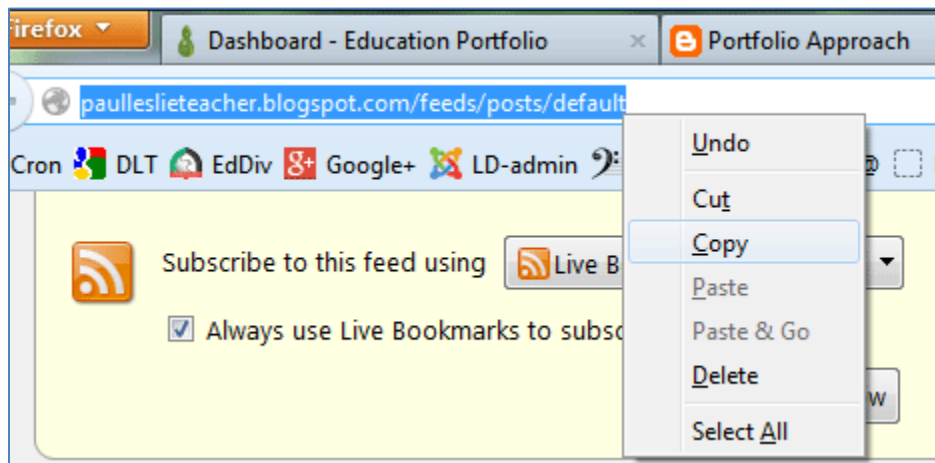 Firefox
Dashboard - Education Portfolio
Portfolio Approach
paulleslieteacher.blogspot.com/feeds/posts/default
Cron DLT EdDiv Google+ LD-admin @
Subscribe to this feed using Live B
Always use Live Bookmarks to subsc
w
Undo
Cut
Copy
Paste
Paste & Go
Delete
Select All